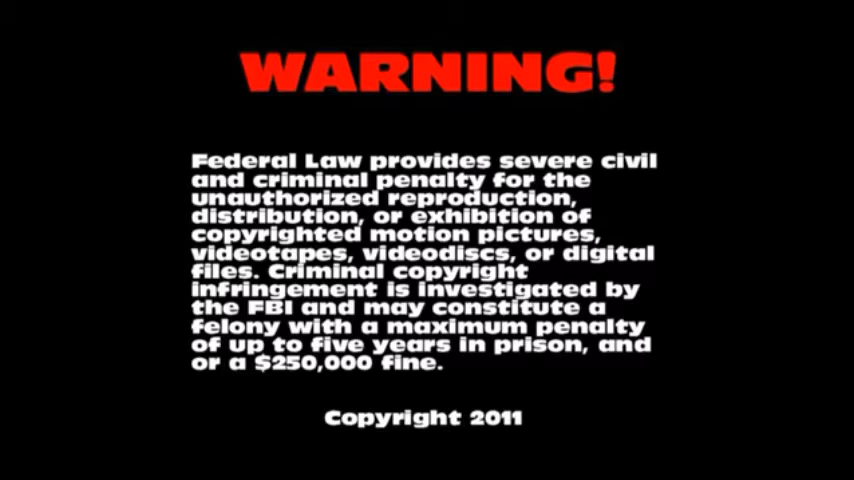 WARNING!
Federal Law provides severe civil
and criminal penalty for the
unauthorized reproduction,
distribution, or exhibition of
copyrighted motion pictures,
videotapes, videodiscs, or digital
files. Criminal copyright
infringement is investigated by
the FBI and may constitute a
felony with a maximum penalty
of up to five years in prison, and
or a $250,000 fine.
Copyright 2011